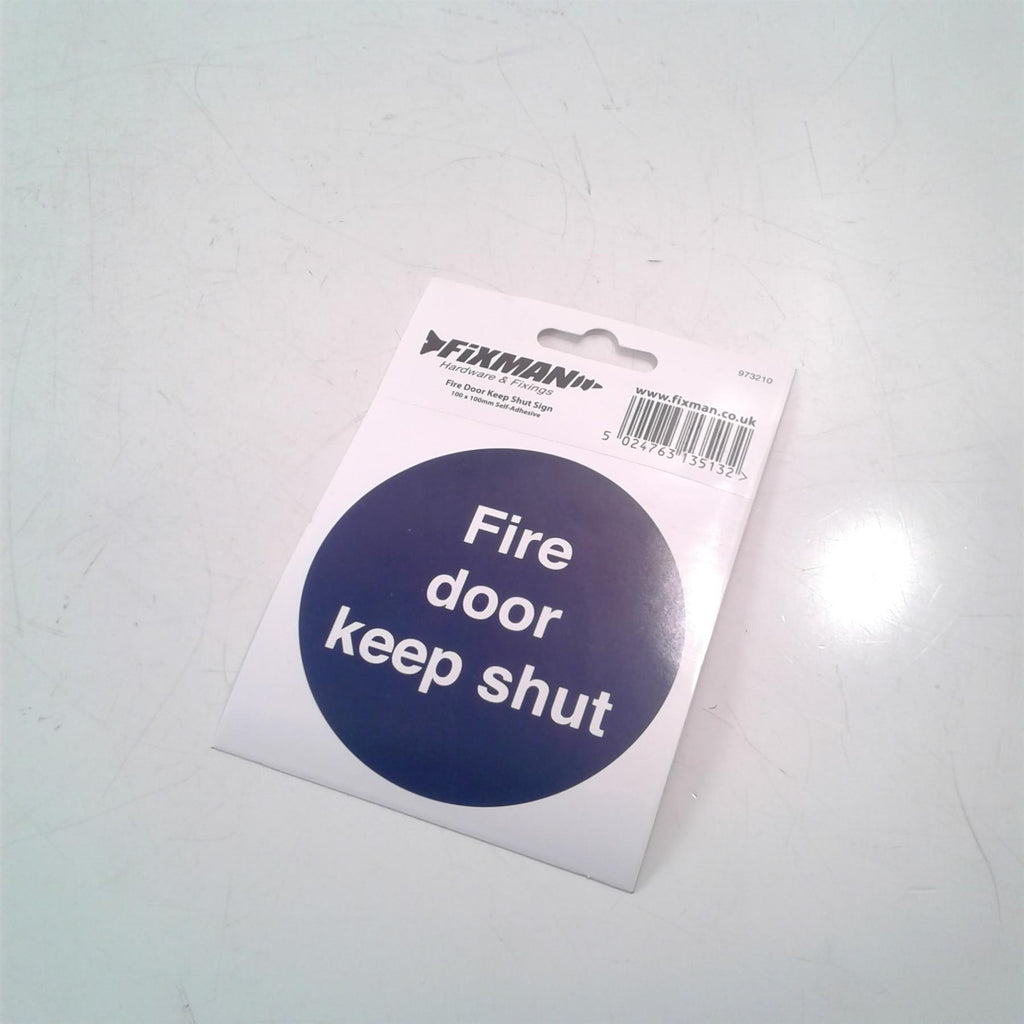 FiXMAN
Hardware & Fixings
Fire Door Keep Shut Sign
100 x 100mm Self-Adhesive
973210
www.fixman.co.uk
5 024763 135132 >
Fire
door
keep shut